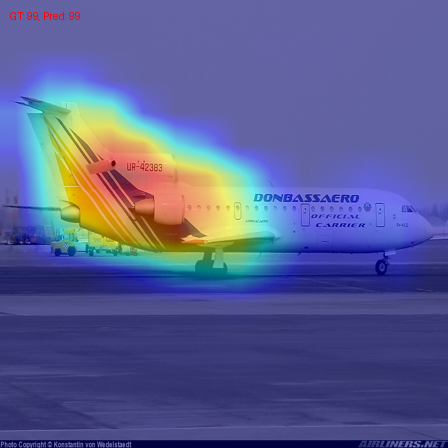 GT: 99, Pred: 99
UR-42383
DONBASSAERO
OFFICIAL
CARRIER
Photo Copyright © Konstantin von Wedelstaedt
AIRLINERS.NET